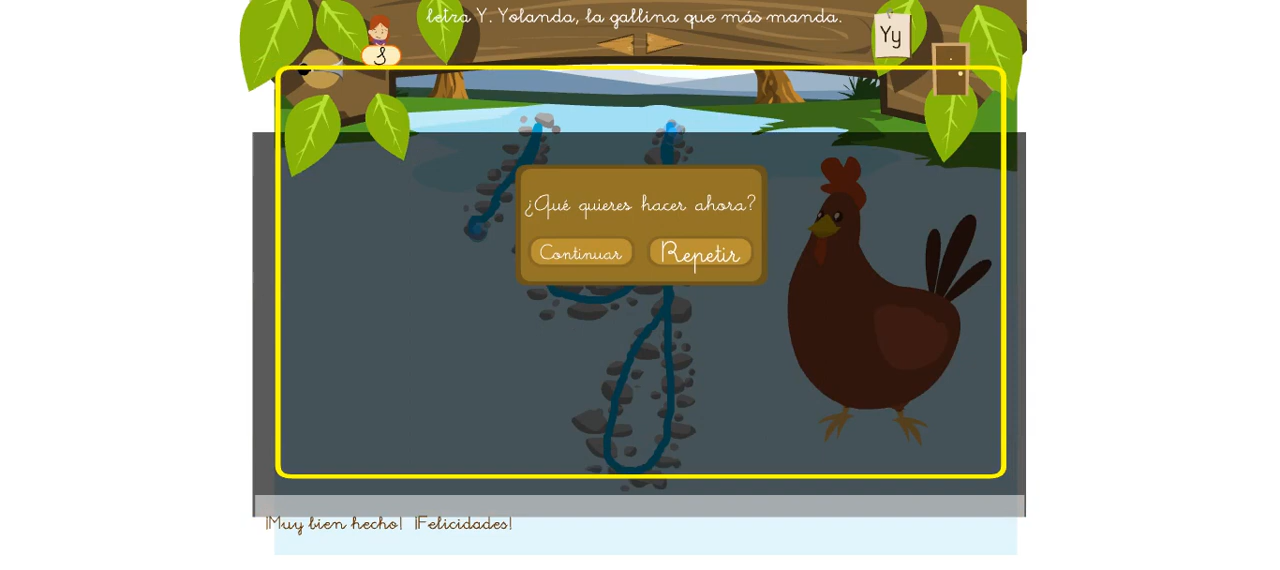 letra Y. Yolanda, la gallina que más manda.
Yy
¿Qué quieres hacer ahora?
Continuar
Repetir
¡Muy bien hecho! ¡Felicidades!